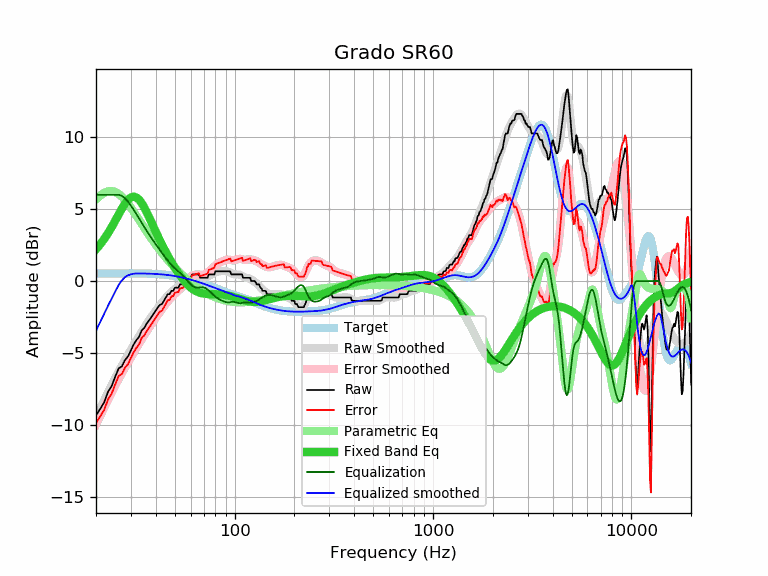 Grado SR60
Amplitude (dBr)
10
5
0
−5
−10
−15
Target
Raw Smoothed
Error Smoothed
Raw
Error
Parametric Eq
Fixed Band Eq
Equalization
Equalized smoothed
100
1000
10000
Frequency (Hz)